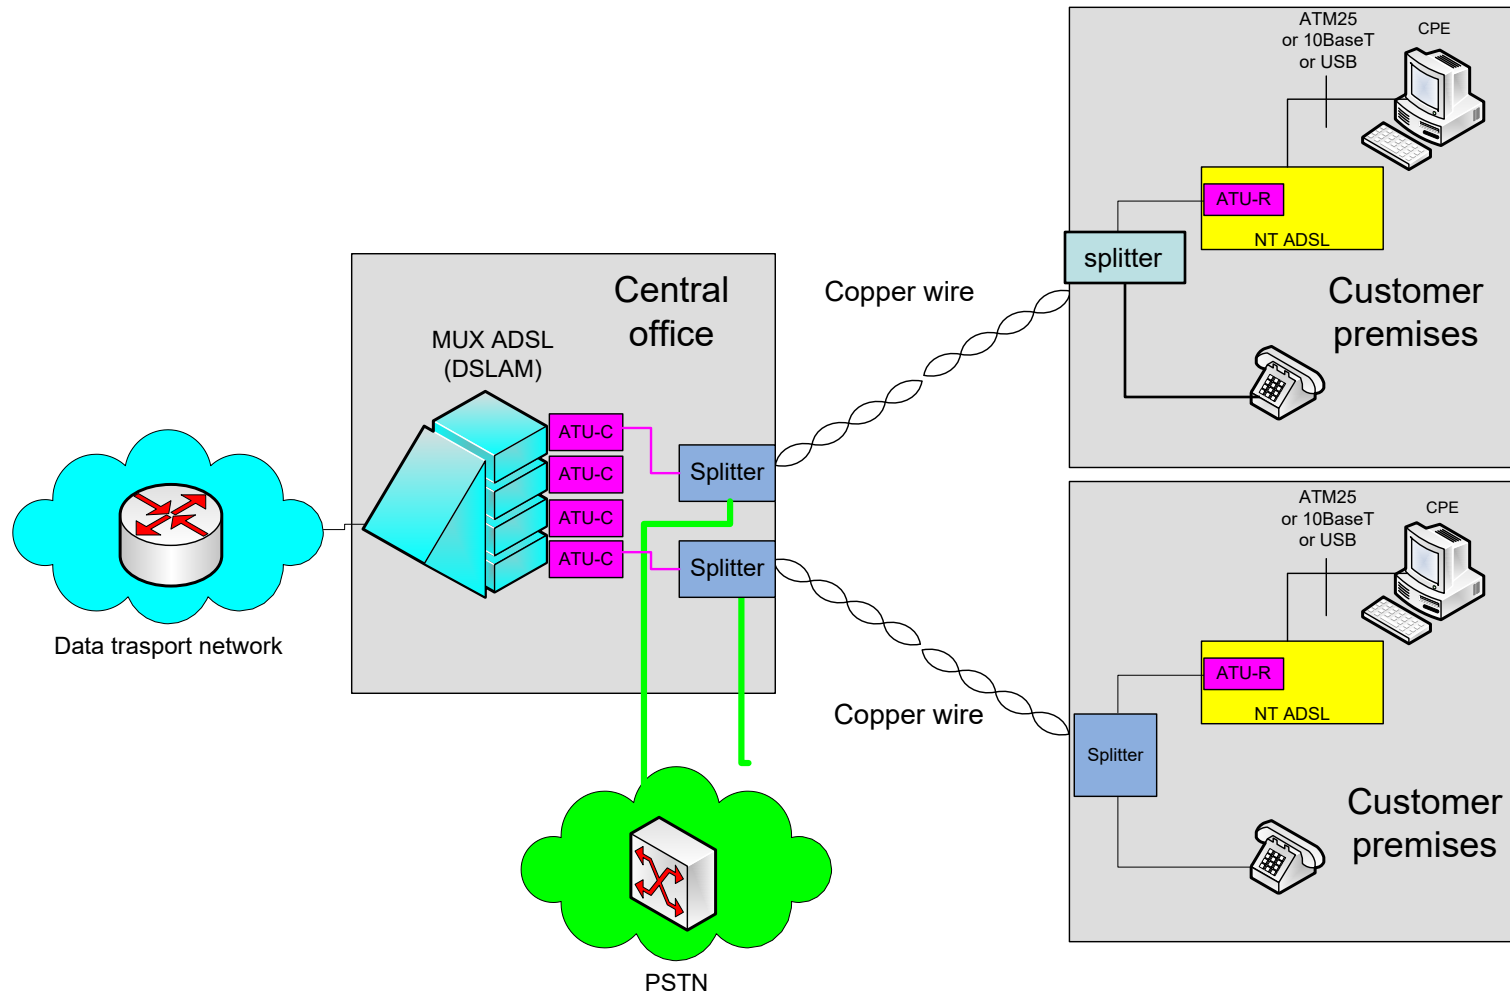 ATM25
or 10BaseT
or USB
CPE
ATU-R
NT ADSL
splitter
Customer
premises
Copper wire
Central
office
MUX ADSL
(DSLAM)
ATU-C
ATU-C
ATU-C
ATU-C
Splitter
Splitter
Data trasport network
Copper wire
PSTN
ATM25
or 10BaseT
or USB
CPE
ATU-R
NT ADSL
Splitter
Customer
premises